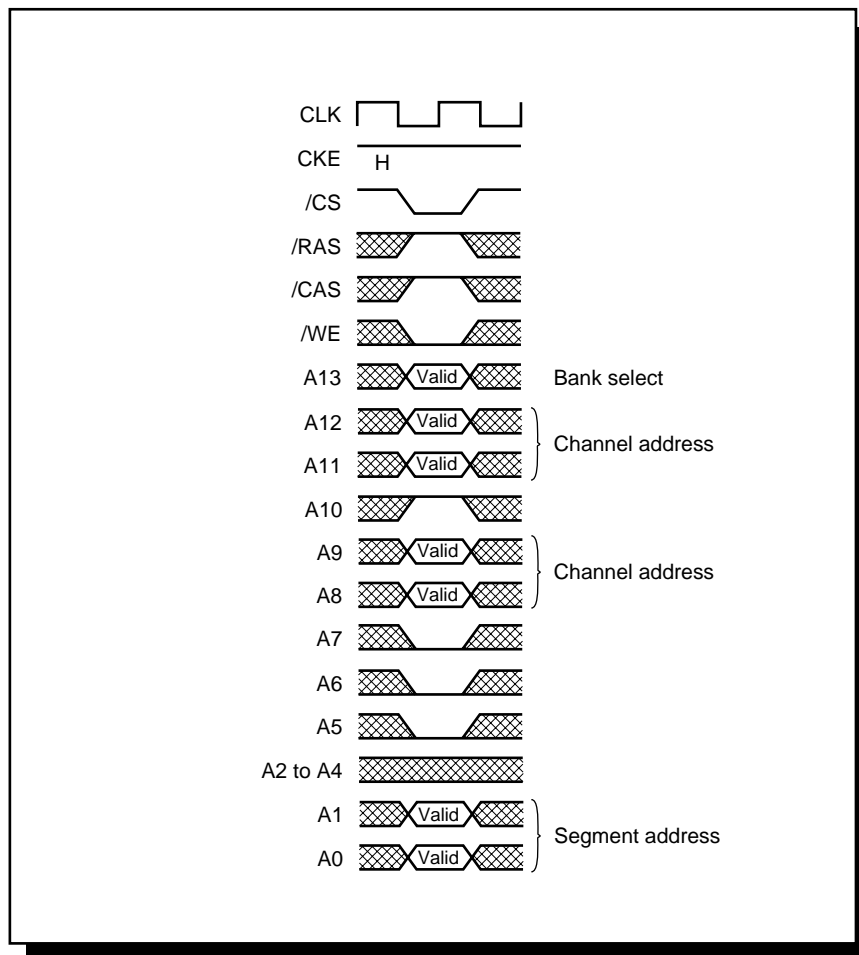 CLK
CKE H
/CS
/RAS
/CAS
/WE
A13 Valid Bank select
A12 Valid
Channel address
A11 Valid
A10
A9 Valid
Channel address
A8 Valid
A7
A6
A5
A2 to A4
A1 Valid
Segment address
A0 Valid